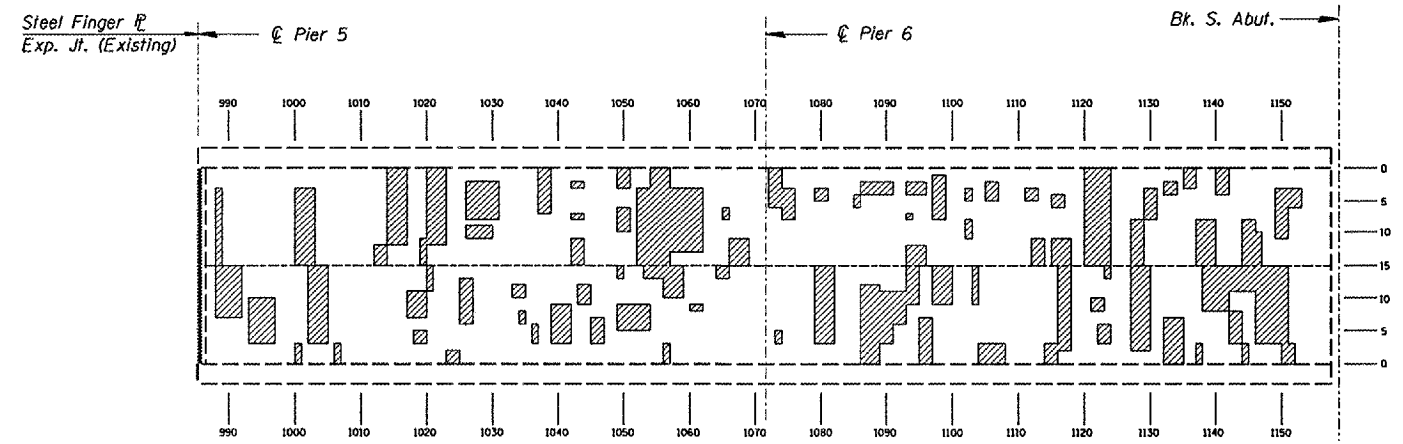 Steel Finger ⅊
Exp. Jt. (Existing)
℄ Pier 5
℄ Pier 6
Bk. S. Abut.
990 1000 1010 1020 1030 1040 1050 1060 1070 1080 1090 1100 1110 1120 1130 1140 1150
0
5
10
15
10
5
0
990 1000 1010 1020 1030 1040 1050 1060 1070 1080 1090 1100 1110 1120 1130 1140 1150